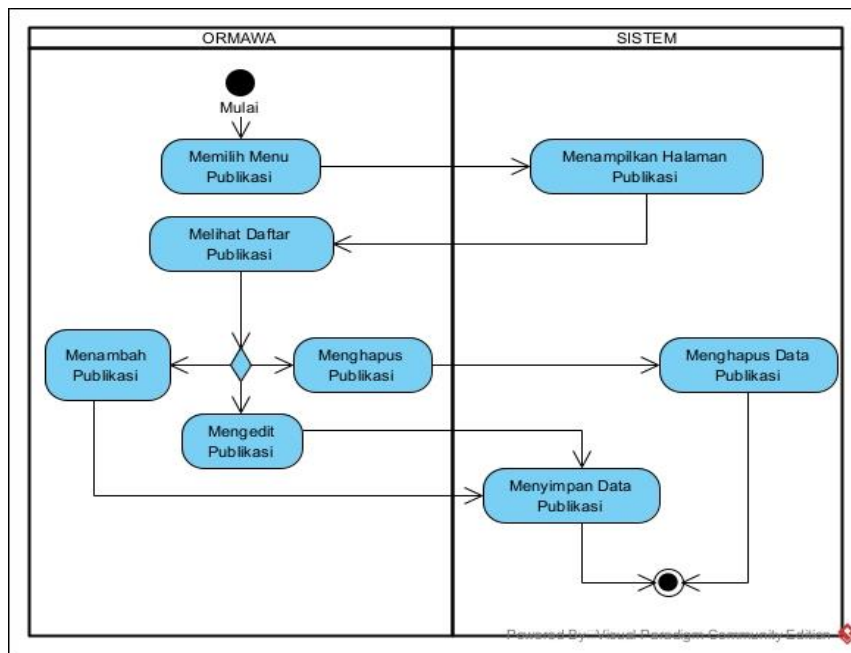 ORMAWA
SISTEM
Mulai
Memilih Menu
Publikasi
Menampilkan Halaman
Publikasi
Melihat Daftar
Publikasi
Menambah
Publikasi
Menghapus
Publikasi
Menghapus Data
Publikasi
Mengedit
Publikasi
Menyimpan Data
Publikasi
Powered By: Visual Paradigm Community Edition